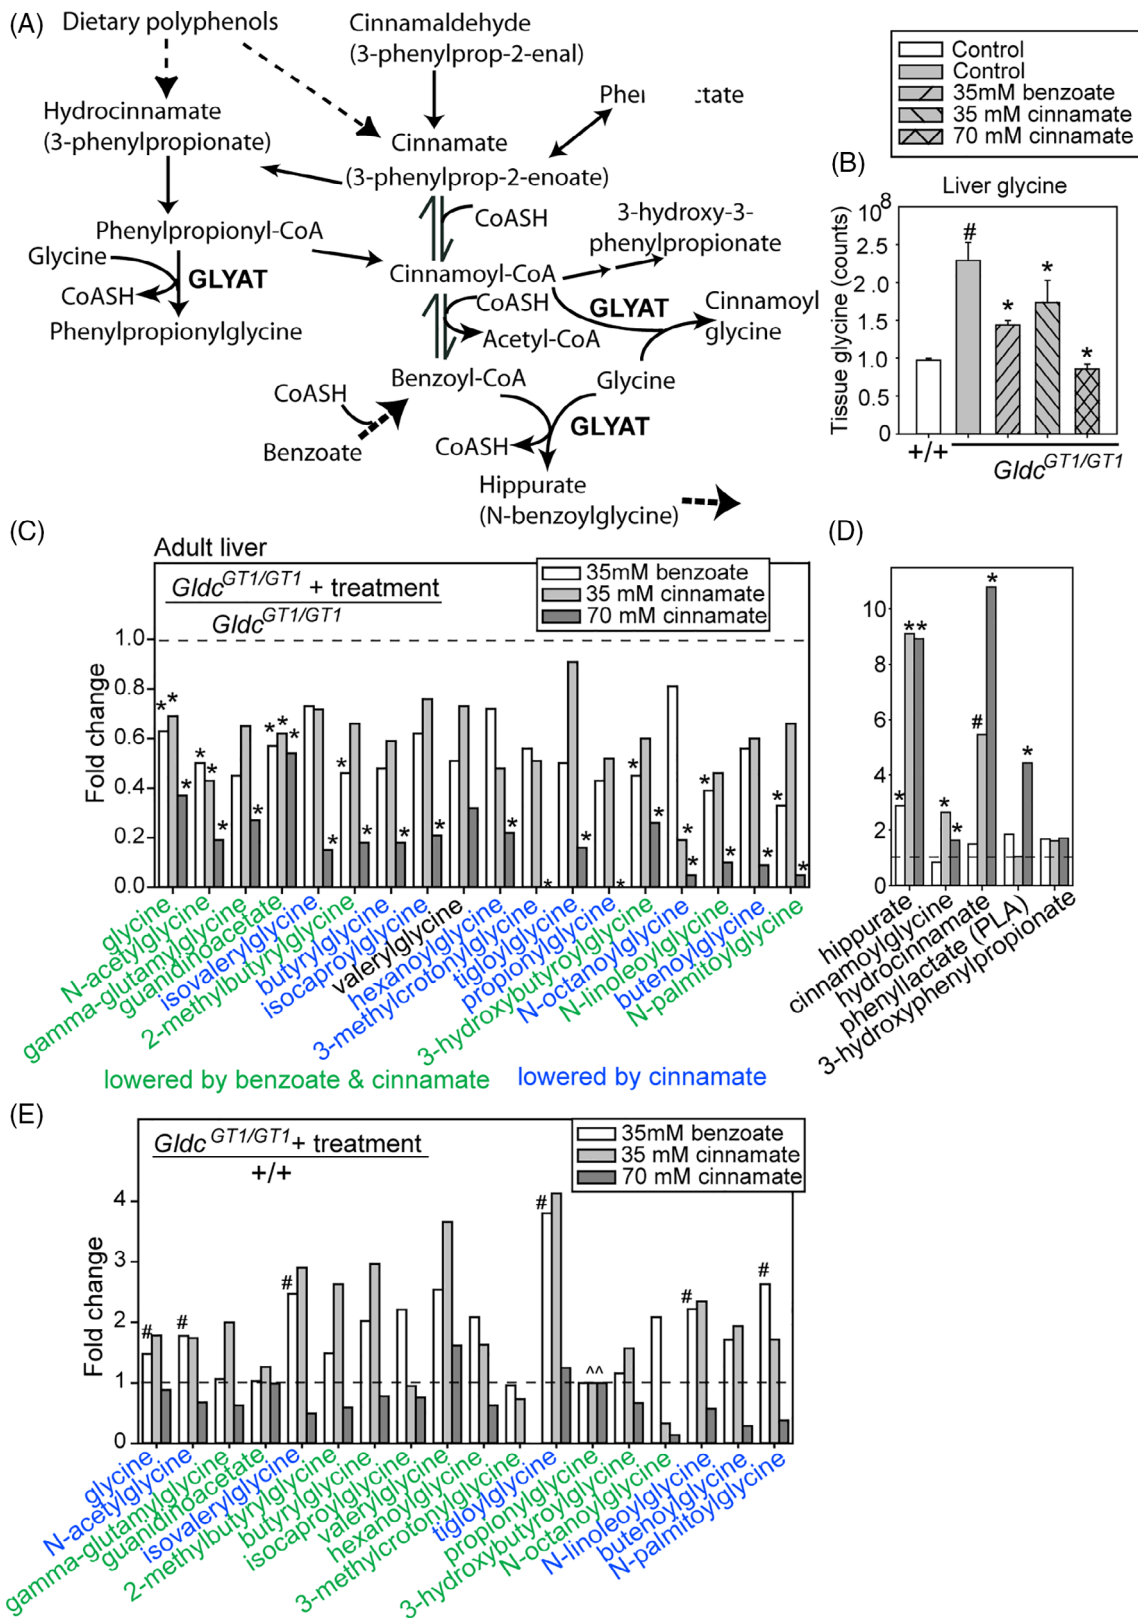 (A)
Dietary polyphenols
Cinnamaldehyde
(3-phenylprop-2-enal)
Hydrocinnamate
(3-phenylpropionate)
Cinnamate
(3-phenylprop-2-enoate)
CoASH
Phenylpropionyl-CoA
Glycine
GLYAT
CoASH
Phenylpropionylglycine
3-hydroxy-3-
phenylpropionate
Cinnamoyl-CoA
CoASH
GLYAT
Cinnamoyl
glycine
Acetyl-CoA
Benzoyl-CoA
Glycine
CoASH
Benzoate
GLYAT
CoASH
Hippurate
(N-benzoylglycine)
Control
Control
35mM benzoate
35 mM cinnamate
70 mM cinnamate
(B)
Liver glycine
10^8
2.5
2.0
1.5
1.0
0.5
0
Tissue glycine (counts)
#
*
*
*
+/+
Gldc^GT1/GT1
(C)
Adult liver
Gldc^GT1/GT1 + treatment
Gldc^GT1/GT1
35mM benzoate
35 mM cinnamate
70 mM cinnamate
Fold change
1.0
0.8
0.6
0.4
0.2
0.0
* * * * * * * * * * * * * * * * * * * * * * * * * * * *
glycine
N-acetylglycine
gamma-glutamylglycine
guanidinoacetate
isovalerylglycine
2-methylbutyrylglycine
butyrylglycine
isocaproylglycine
valerylglycine
hexanoylglycine
3-methylcrotonylglycine
tigloylglycine
propionylglycine
3-hydroxybutyroylglycine
N-octanoylglycine
N-linoleoylglycine
butenoylglycine
N-palmitoylglycine
lowered by benzoate & cinnamate
lowered by cinnamate
(D)
10
8
6
4
2
0
* ** * * # * *
hippurate
cinnamoylglycine
hydrocinnamate
phenyllactate (PLA)
3-hydroxyphenylpropionate
(E)
Gldc^GT1/GT1+ treatment
+/+
35mM benzoate
35 mM cinnamate
70 mM cinnamate
Fold change
4
3
2
1
0
# # # # ^^ # #
glycine
N-acetylglycine
gamma-glutamylglycine
guanidinoacetate
isovalerylglycine
2-methylbutyrylglycine
butyrylglycine
isocaproylglycine
valerylglycine
hexanoylglycine
3-methylcrotonylglycine
tigloylglycine
propionylglycine
3-hydroxybutyroylglycine
N-octanoylglycine
N-linoleoylglycine
butenoylglycine
N-palmitoylglycine